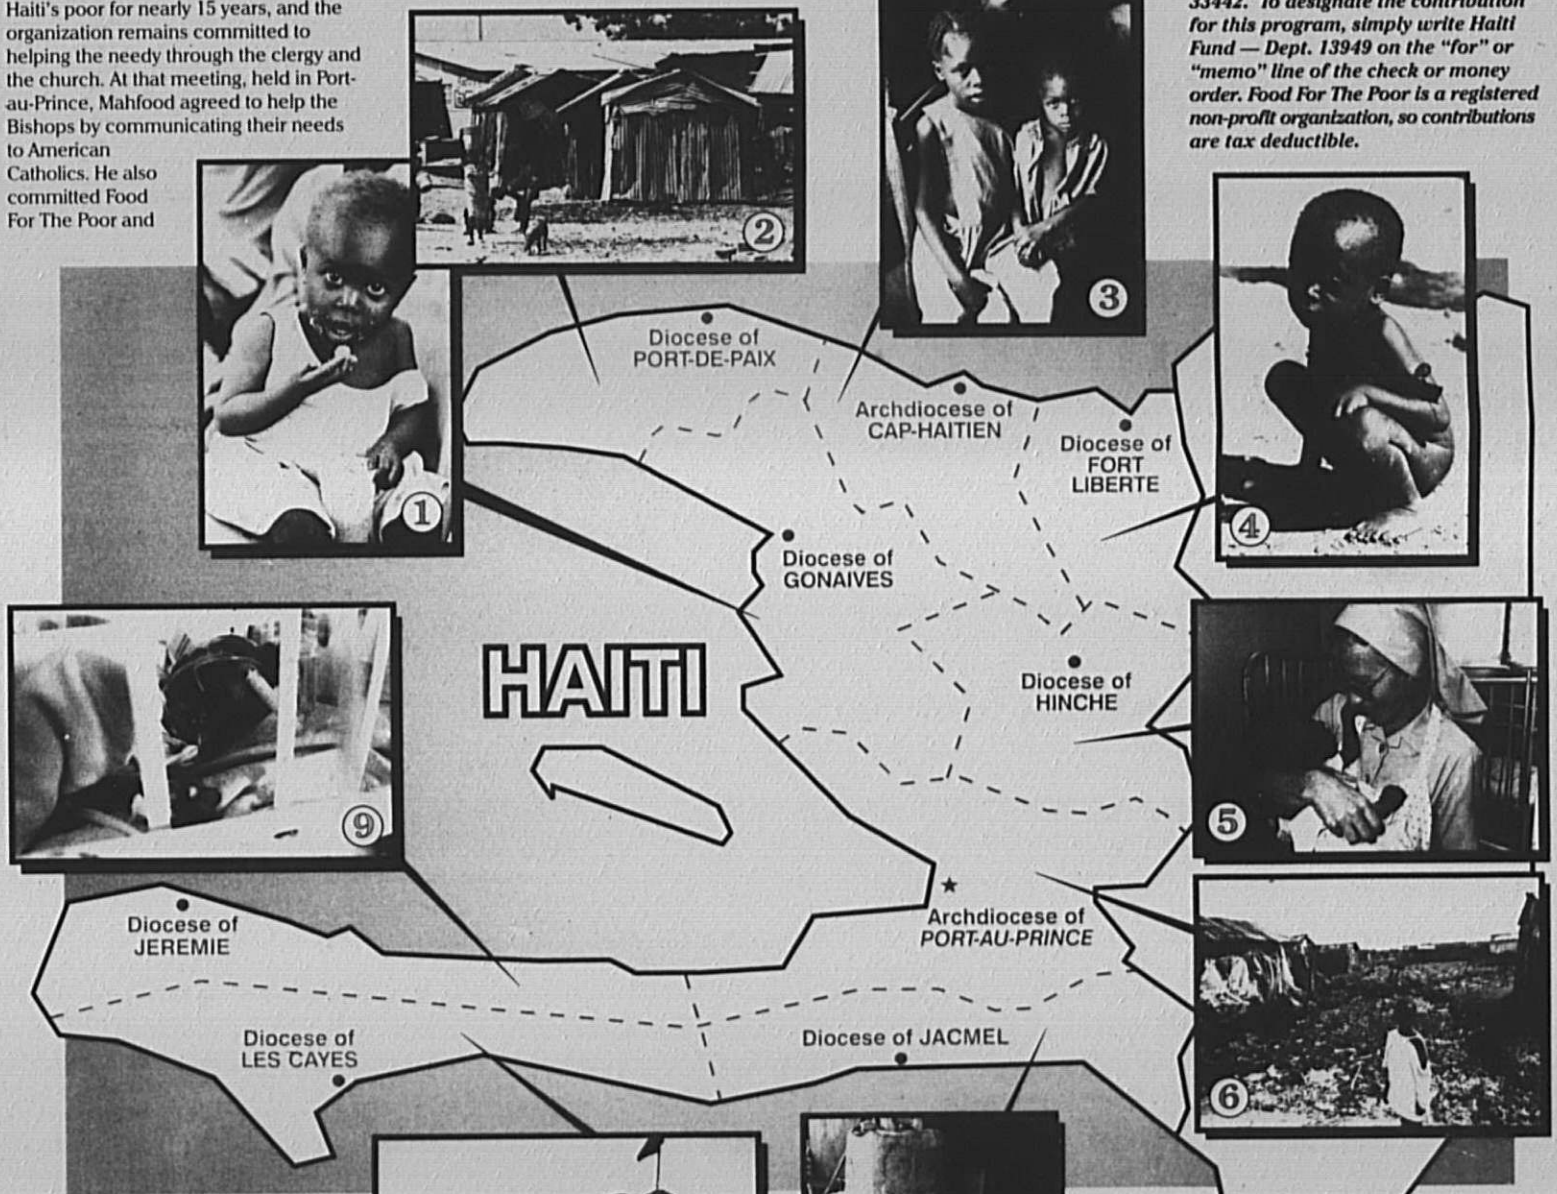 Haiti's poor for nearly 15 years, and the
organization remains committed to
helping the needy through the clergy and
the church. At that meeting, held in Port-
au-Prince, Mahfood agreed to help the
Bishops by communicating their needs
to American
Catholics. He also
committed Food
For The Poor and
33442. To designate the contribution
for this program, simply write Haiti
Fund — Dept. 13949 on the “for” or
“memo” line of the check or money
order. Food For The Poor is a registered
non-profit organization, so contributions
are tax deductible.
1
2
3
4
Diocese of
PORT-DE-PAIX
Archdiocese of
CAP-HAITIEN
Diocese of
FORT
LIBERTE
Diocese of
GONAIVES
HAITI
Diocese of
HINCHE
5
9
Archdiocese of
PORT-AU-PRINCE
Diocese of
JEREMIE
Diocese of
LES CAYES
Diocese of JACMEL
6